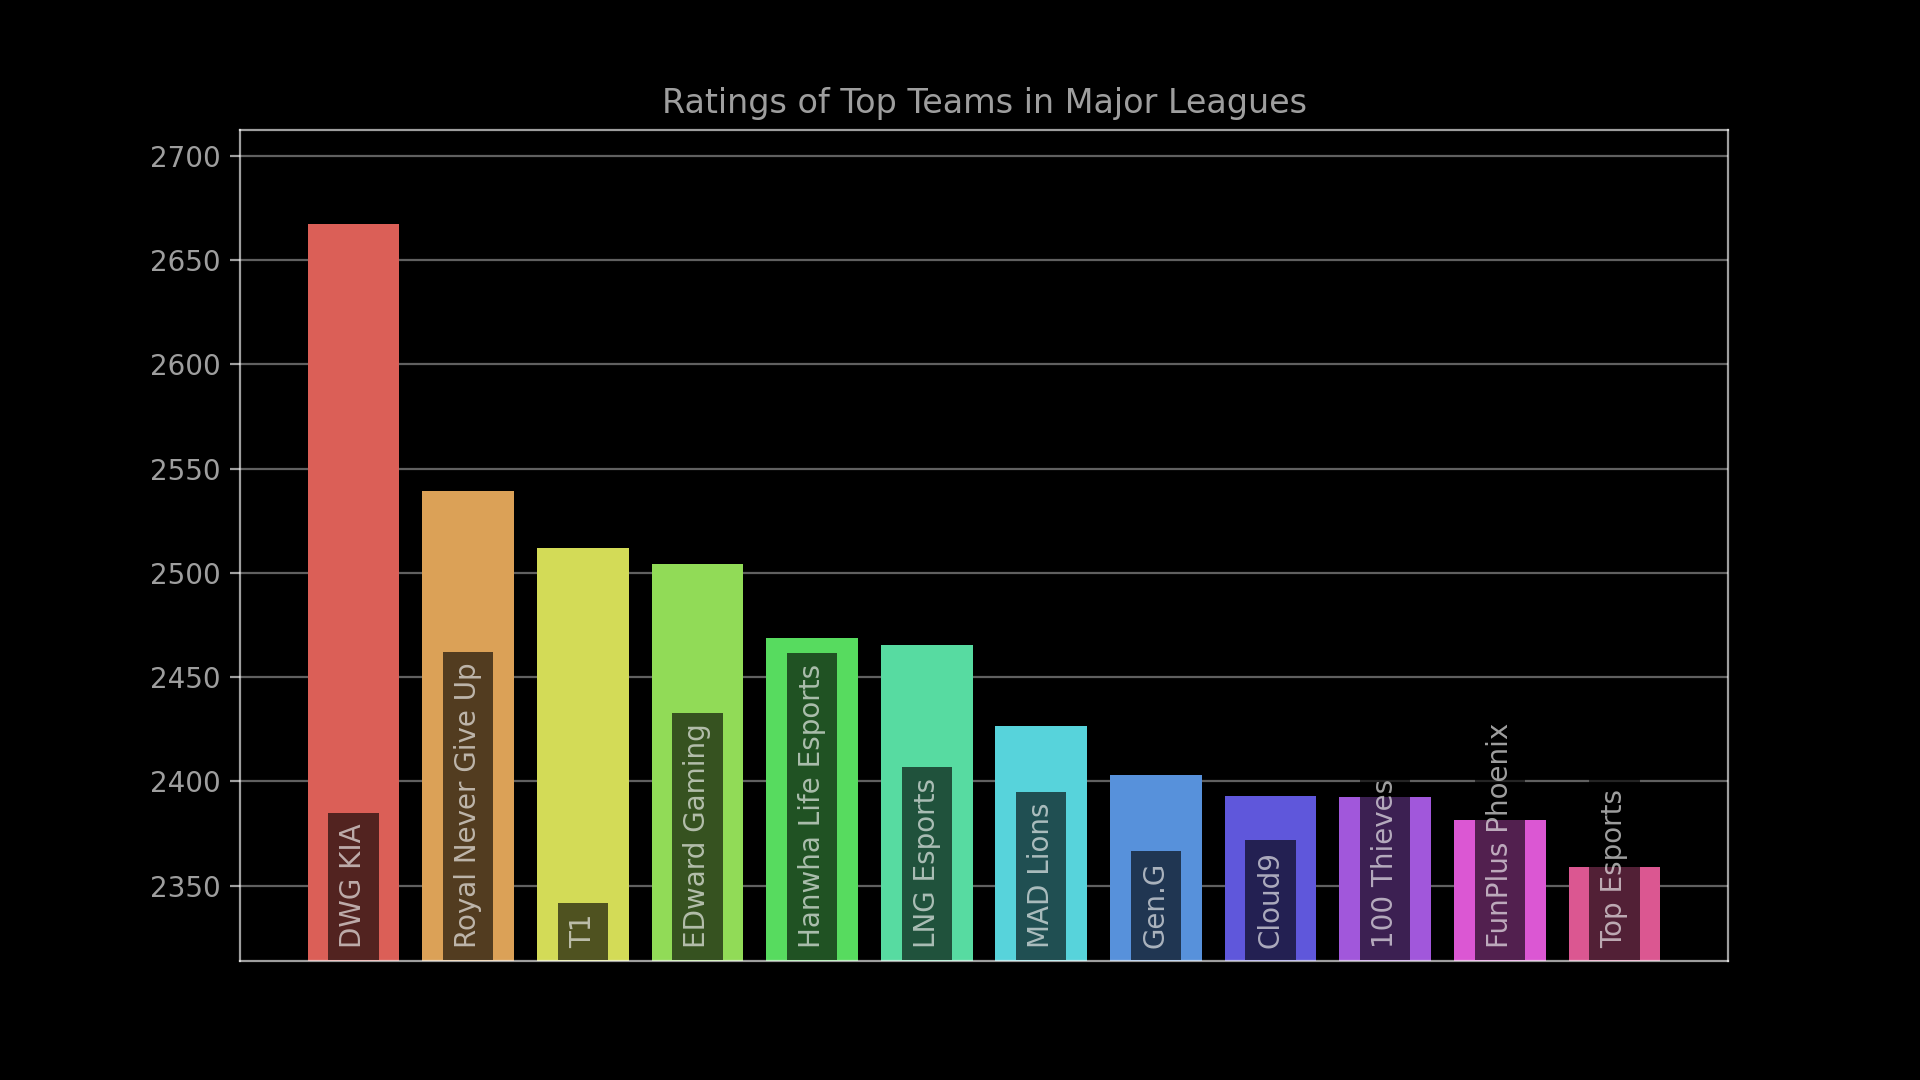 Ratings of Top Teams in Major Leagues
2700
2650
2600
2550
2500
2450
2400
2350
DWG KIA
Royal Never Give Up
T1
EDward Gaming
Hanwha Life Esports
LNG Esports
MAD Lions
Gen.G
Cloud9
100 Thieves
FunPlus Phoenix
Top Esports